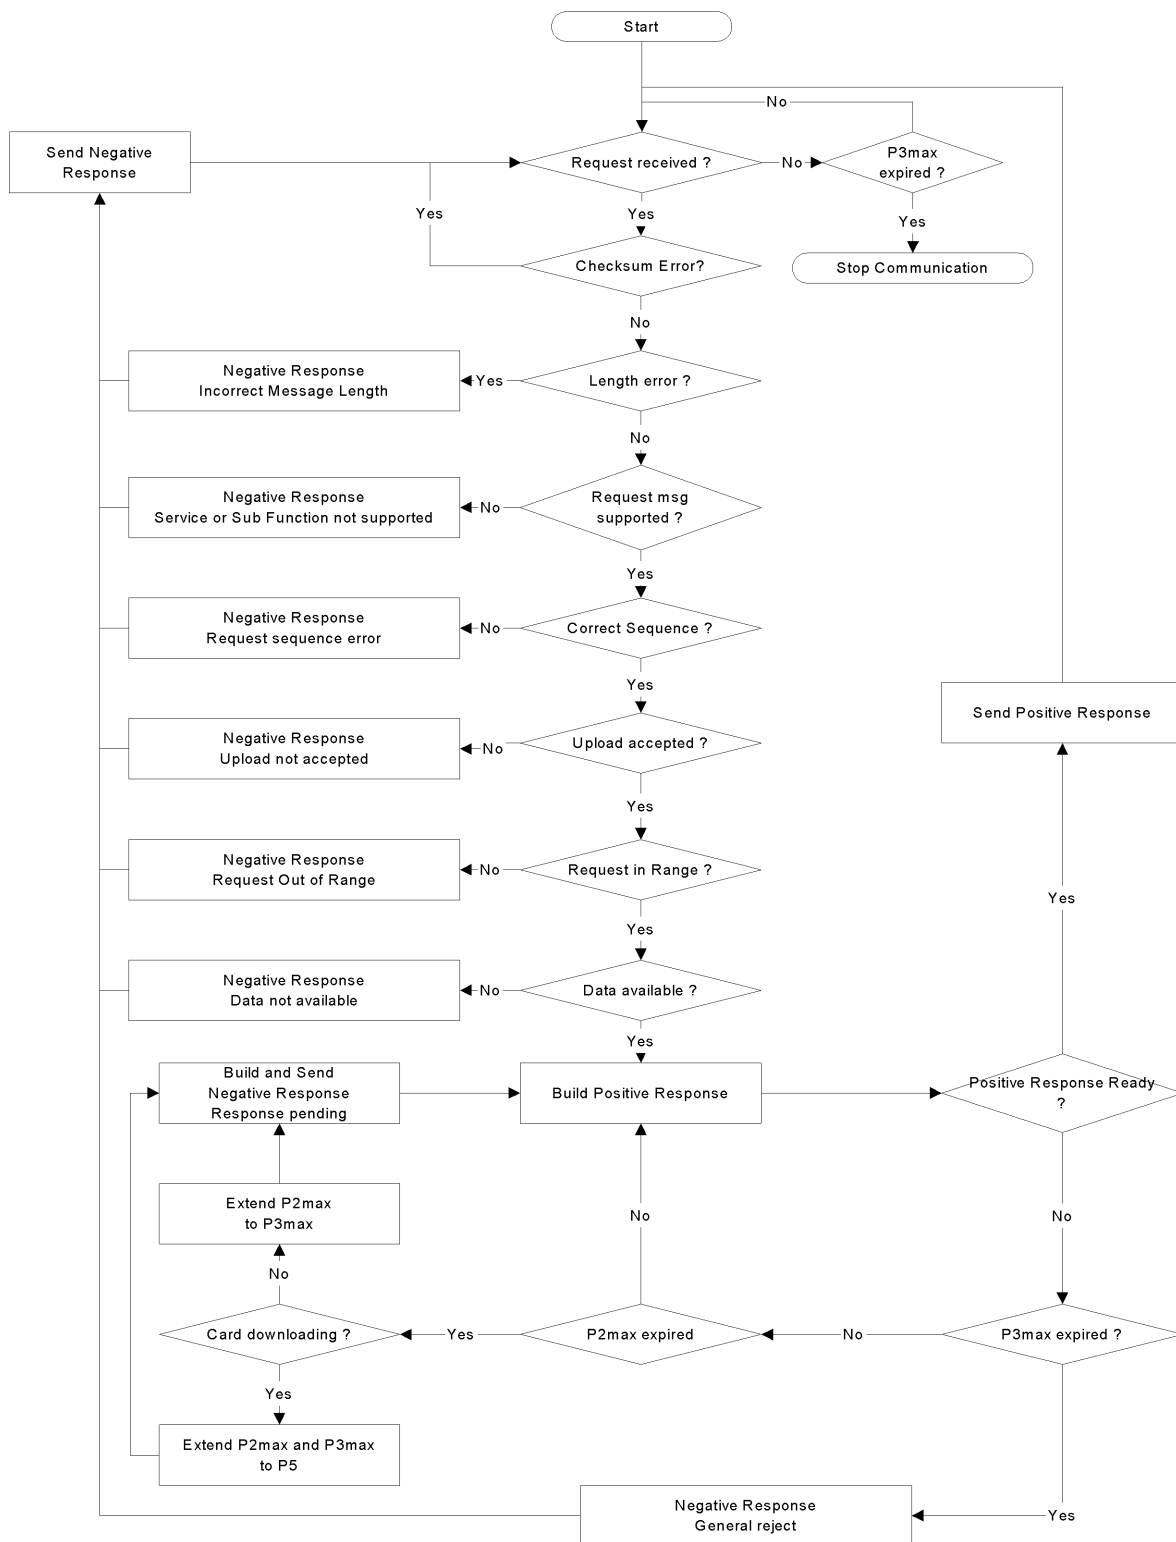 Start
No
Send Negative
Response
Request received ?
No
P3max
expired ?
Yes
Yes
Yes
Checksum Error?
Stop Communication
No
Negative Response
Incorrect Message Length
Yes
Length error ?
No
Negative Response
Service or Sub Function not supported
No
Request msg
supported ?
Yes
Negative Response
Request sequence error
No
Correct Sequence ?
Yes
Send Positive Response
Negative Response
Upload not accepted
No
Upload accepted ?
Yes
Negative Response
Request Out of Range
No
Request in Range ?
Yes
Yes
Negative Response
Data not available
No
Data available ?
Yes
Build and Send
Negative Response
Response pending
Build Positive Response
Positive Response Ready
?
Extend P2max
to P3max
No
No
No
Card downloading ?
Yes
P2max expired
No
P3max expired ?
Yes
Extend P2max and P3max
to P5
Negative Response
General reject
Yes